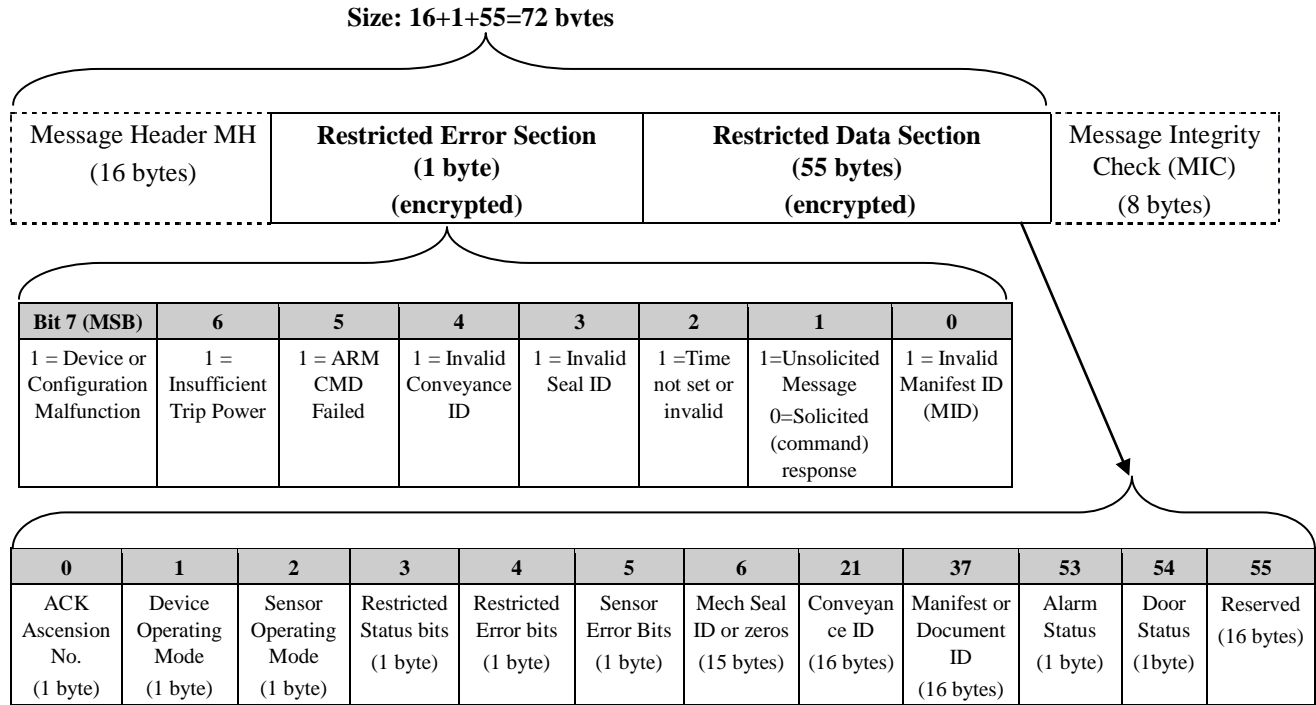 Size: 16+1+55=72 bytes
Message Header MH
(16 bytes)
Restricted Error Section
(1 byte)
(encrypted)
Restricted Data Section
(55 bytes)
(encrypted)
Message Integrity
Check (MIC)
(8 bytes)
Bit 7 (MSB)
6
5
4
3
2
1
0
1 = Device or
Configuration
Malfunction
1 =
Insufficient
Trip Power
1 = ARM
CMD
Failed
1 = Invalid
Conveyance
ID
1 = Invalid
Seal ID
1 =Time
not set or
invalid
1=Unsolicited
Message
0=Solicited
(command)
response
1 = Invalid
Manifest ID
(MID)
0
1
2
3
4
5
6
21
37
53
54
55
ACK
Ascension
No.
(1 byte)
Device
Operating
Mode
(1 byte)
Sensor
Operating
Mode
(1 byte)
Restricted
Status bits
(1 byte)
Restricted
Error bits
(1 byte)
Sensor
Error Bits
(1 byte)
Mech Seal
ID or zeros
(15 bytes)
Conveyan
ce ID
(16 bytes)
Manifest or
Document
ID
(16 bytes)
Alarm
Status
(1 byte)
Door
Status
(1byte)
Reserved
(16 bytes)